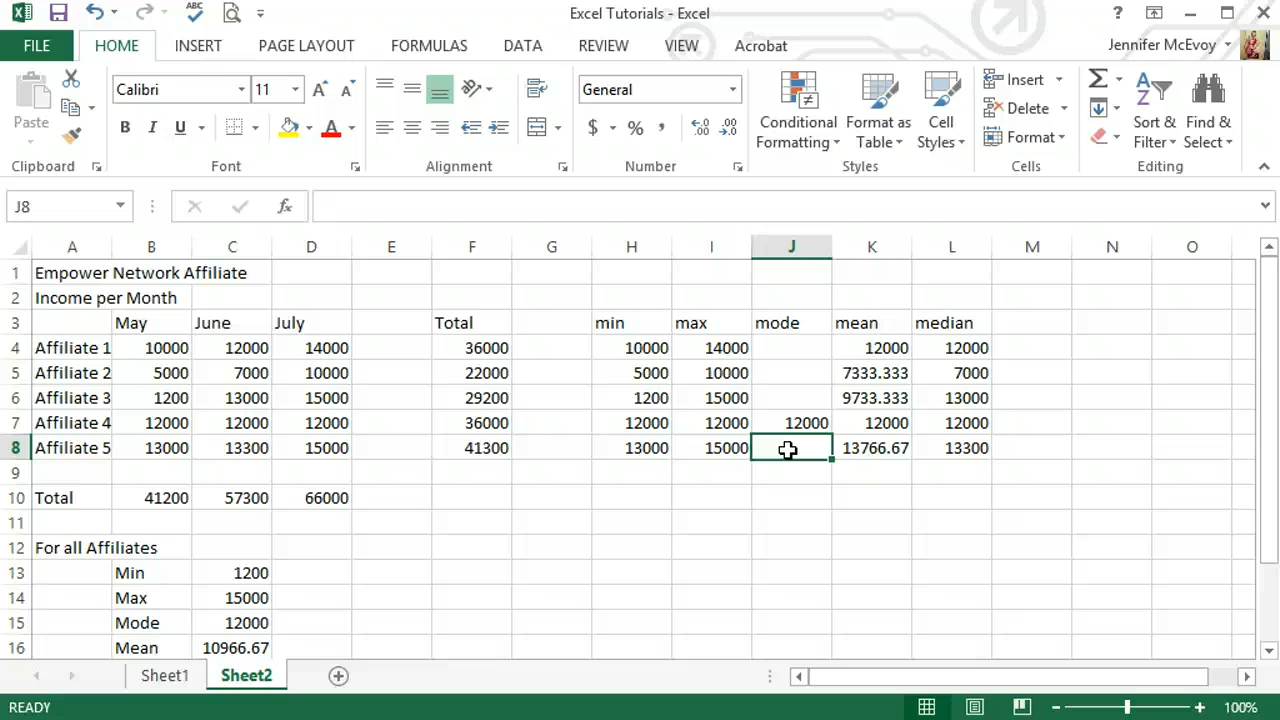 Excel Tutorials - Excel
?
FILE HOME INSERT PAGE LAYOUT FORMULAS DATA REVIEW VIEW Acrobat Jennifer McEvoy
Paste Calibri 11 General Conditional Formatting Format as Table Cell Styles Insert Delete Format Sort & Filter Find & Select
B I U A $ % ,
Clipboard Font Alignment Number Styles Cells Editing
J8 fx
A B C D E F G H I J K L M N O
1 Empower Network Affiliate
2 Income per Month
3 May June July Total min max mode mean median
4 Affiliate 1 10000 12000 14000 36000 10000 14000 12000 12000
5 Affiliate 2 5000 7000 10000 22000 5000 10000 7333.333 7000
6 Affiliate 3 1200 13000 15000 29200 1200 15000 9733.333 13000
7 Affiliate 4 12000 12000 12000 36000 12000 12000 12000 12000 12000
8 Affiliate 5 13000 13300 15000 41300 13000 15000 13766.67 13300
9
10 Total 41200 57300 66000
11
12 For all Affiliates
13 Min 1200
14 Max 15000
15 Mode 12000
16 Mean 10966.67
Sheet1 Sheet2
READY 100%